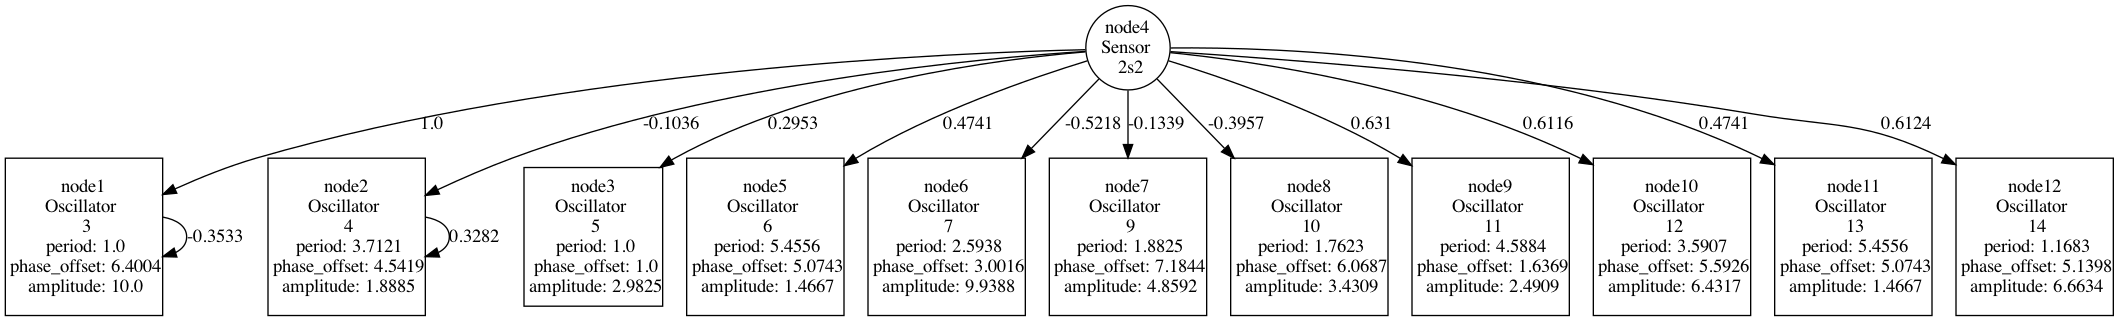 node4
Sensor
2s2
1.0
-0.1036
0.2953
0.4741
-0.5218
-0.1339
-0.3957
0.631
0.6116
0.4741
0.6124
node1
Oscillator
3
period: 1.0
phase_offset: 6.4004
amplitude: 10.0
-0.3533
node2
Oscillator
4
period: 3.7121
phase_offset: 4.5419
amplitude: 1.8885
0.3282
node3
Oscillator
5
period: 1.0
phase_offset: 1.0
amplitude: 2.9825
node5
Oscillator
6
period: 5.4556
phase_offset: 5.0743
amplitude: 1.4667
node6
Oscillator
7
period: 2.5938
phase_offset: 3.0016
amplitude: 9.9388
node7
Oscillator
9
period: 1.8825
phase_offset: 7.1844
amplitude: 4.8592
node8
Oscillator
10
period: 1.7623
phase_offset: 6.0687
amplitude: 3.4309
node9
Oscillator
11
period: 4.5884
phase_offset: 1.6369
amplitude: 2.4909
node10
Oscillator
12
period: 3.5907
phase_offset: 5.5926
amplitude: 6.4317
node11
Oscillator
13
period: 5.4556
phase_offset: 5.0743
amplitude: 1.4667
node12
Oscillator
14
period: 1.1683
phase_offset: 5.1398
amplitude: 6.6634